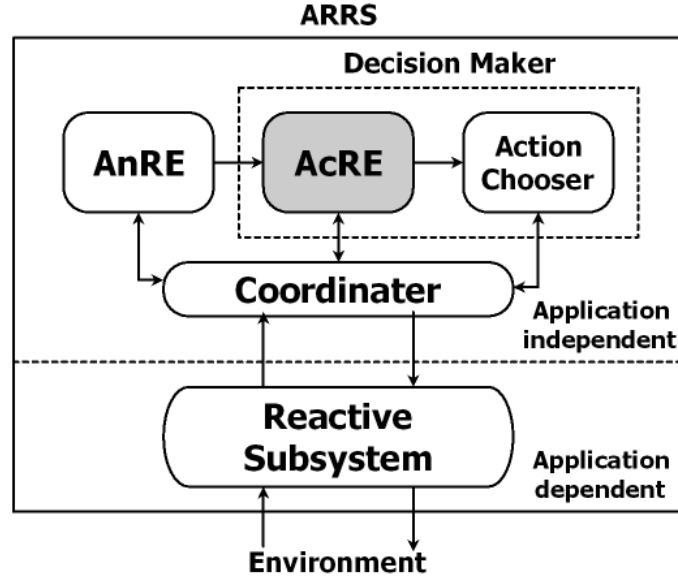 ARRS
Decision Maker
AnRE
AcRE
Action
Chooser
Coordinater
Application
independent
Reactive
Subsystem
Application
dependent
Environment